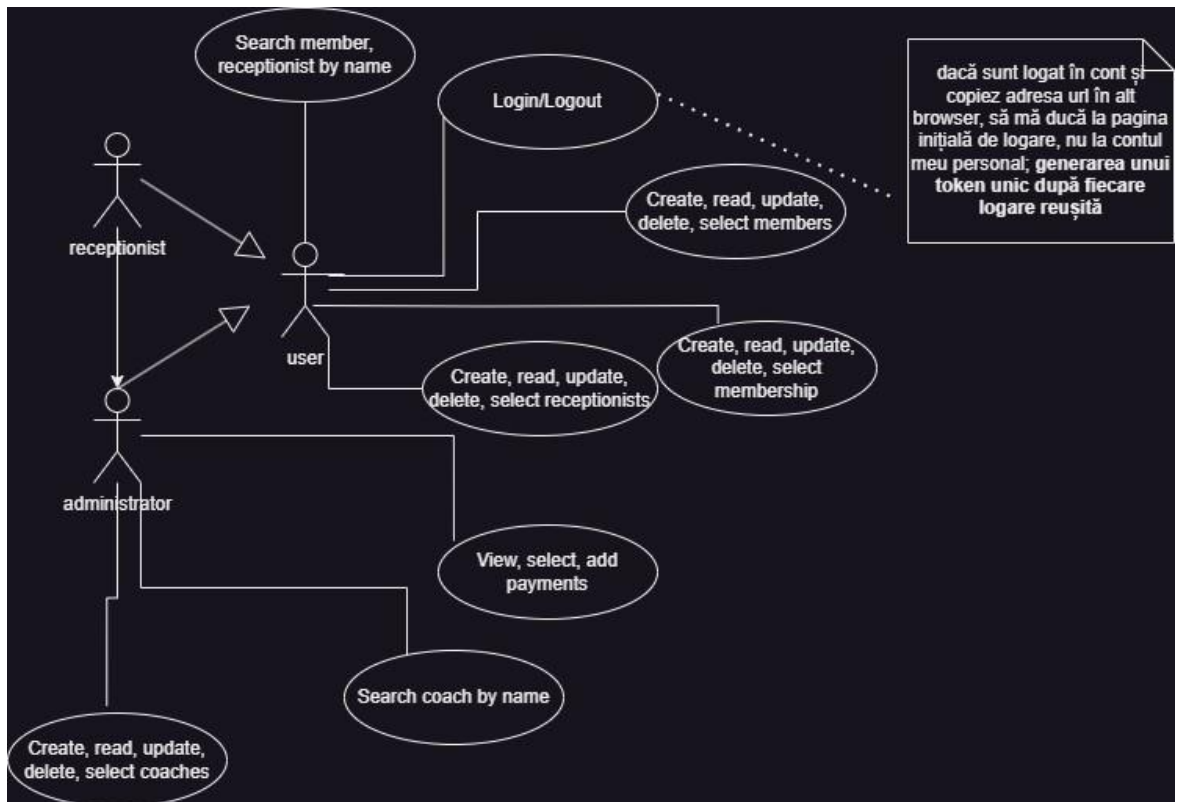 Search member,
receptionist by name
Login/Logout
dacă sunt logat în cont și
copiez adresa url în alt
browser, să mă ducă la pagina
inițială de logare, nu la contul
meu personal; generarea unui
token unic după fiecare
logare reușită
Create, read, update,
delete, select members
receptionist
user
Create, read, update,
delete, select
membership
Create, read, update,
delete, select receptionists
administrator
View, select, add
payments
Search coach by name
Create, read, update,
delete, select coaches